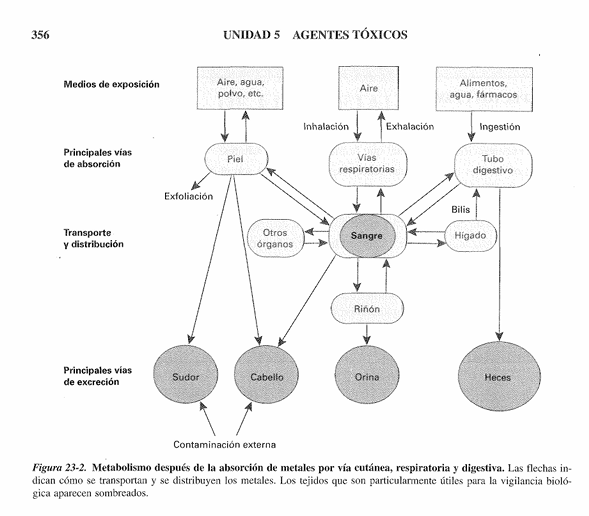 356
UNIDAD 5 AGENTES TÓXICOS
Medios de exposición
Aire, agua,
polvo, etc.
Aire
Alimentos,
agua, fármacos
Inhalación
Exhalación
Ingestión
Principales vías
de absorción
Piel
Vías
respiratorias
Tubo
digestivo
Exfoliación
Bilis
Transporte
y distribución
Otros
órganos
Sangre
Hígado
Riñón
Principales vías
de excreción
Sudor
Cabello
Orina
Heces
Contaminación externa
Figura 23-2. Metabolismo después de la absorción de metales por vía cutánea, respiratoria y digestiva. Las flechas in-
dican cómo se transportan y se distribuyen los metales. Los tejidos que son particularmente útiles para la vigilancia bioló-
gica aparecen sombreados.